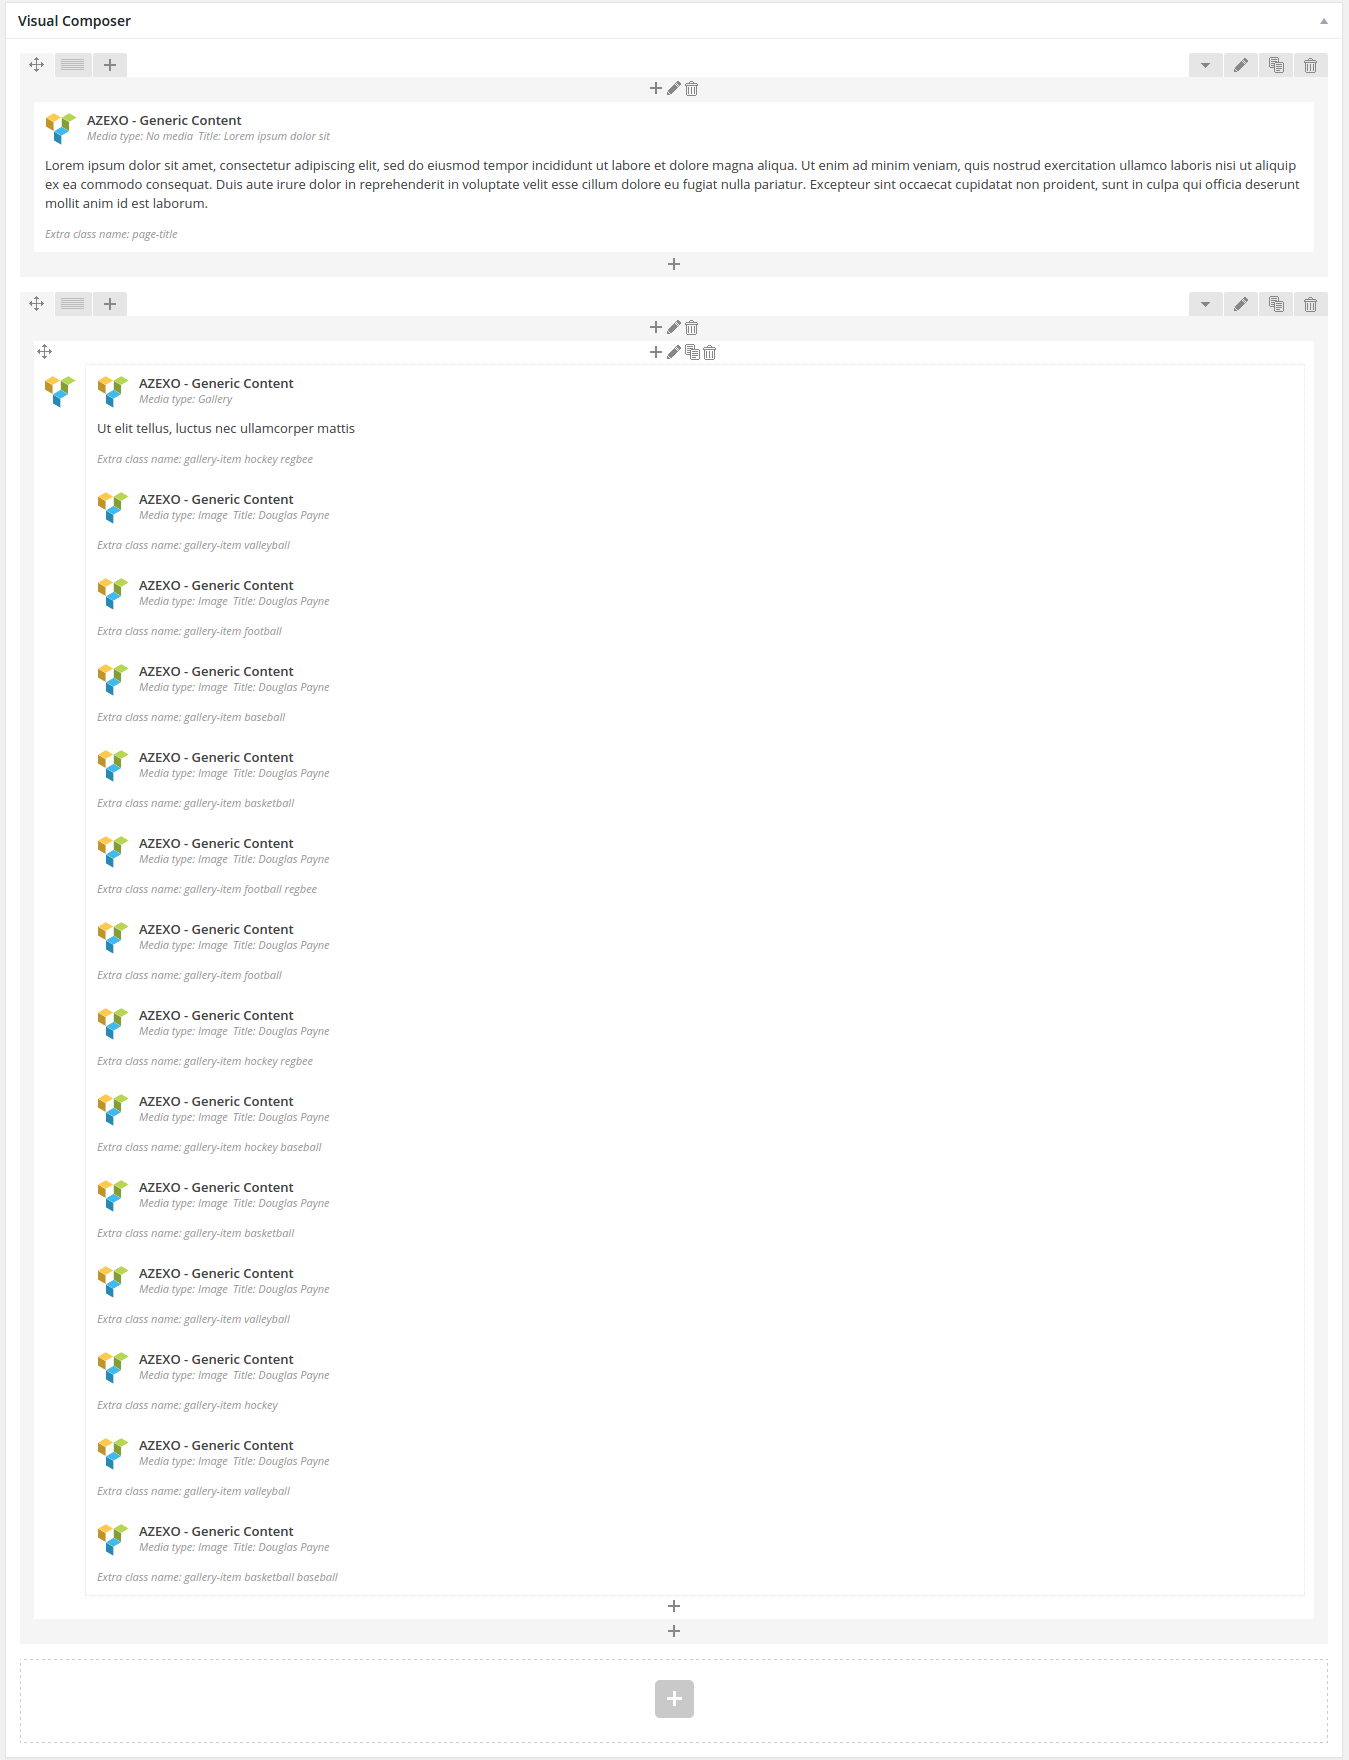 Visual Composer
AZEXO - Generic Content
Media type: No media Title: Lorem ipsum dolor sit
Lorem ipsum dolor sit amet, consectetur adipiscing elit, sed do eiusmod tempor incididunt ut labore et dolore magna aliqua. Ut enim ad minim veniam, quis nostrud exercitation ullamco laboris nisi ut aliquip
ex ea commodo consequat. Duis aute irure dolor in reprehenderit in voluptate velit esse cillum dolore eu fugiat nulla pariatur. Excepteur sint occaecat cupidatat non proident, sunt in culpa qui officia deserunt
mollit anim id est laborum.
Extra class name: page-title
AZEXO - Generic Content
Media type: Gallery
Ut elit tellus, luctus nec ullamcorper mattis
Extra class name: gallery-item hockey regbee
AZEXO - Generic Content
Media type: Image Title: Douglas Payne
Extra class name: gallery-item valleyball
AZEXO - Generic Content
Media type: Image Title: Douglas Payne
Extra class name: gallery-item football
AZEXO - Generic Content
Media type: Image Title: Douglas Payne
Extra class name: gallery-item baseball
AZEXO - Generic Content
Media type: Image Title: Douglas Payne
Extra class name: gallery-item basketball
AZEXO - Generic Content
Media type: Image Title: Douglas Payne
Extra class name: gallery-item football regbee
AZEXO - Generic Content
Media type: Image Title: Douglas Payne
Extra class name: gallery-item football
AZEXO - Generic Content
Media type: Image Title: Douglas Payne
Extra class name: gallery-item hockey regbee
AZEXO - Generic Content
Media type: Image Title: Douglas Payne
Extra class name: gallery-item hockey baseball
AZEXO - Generic Content
Media type: Image Title: Douglas Payne
Extra class name: gallery-item basketball
AZEXO - Generic Content
Media type: Image Title: Douglas Payne
Extra class name: gallery-item valleyball
AZEXO - Generic Content
Media type: Image Title: Douglas Payne
Extra class name: gallery-item hockey
AZEXO - Generic Content
Media type: Image Title: Douglas Payne
Extra class name: gallery-item valleyball
AZEXO - Generic Content
Media type: Image Title: Douglas Payne
Extra class name: gallery-item basketball baseball